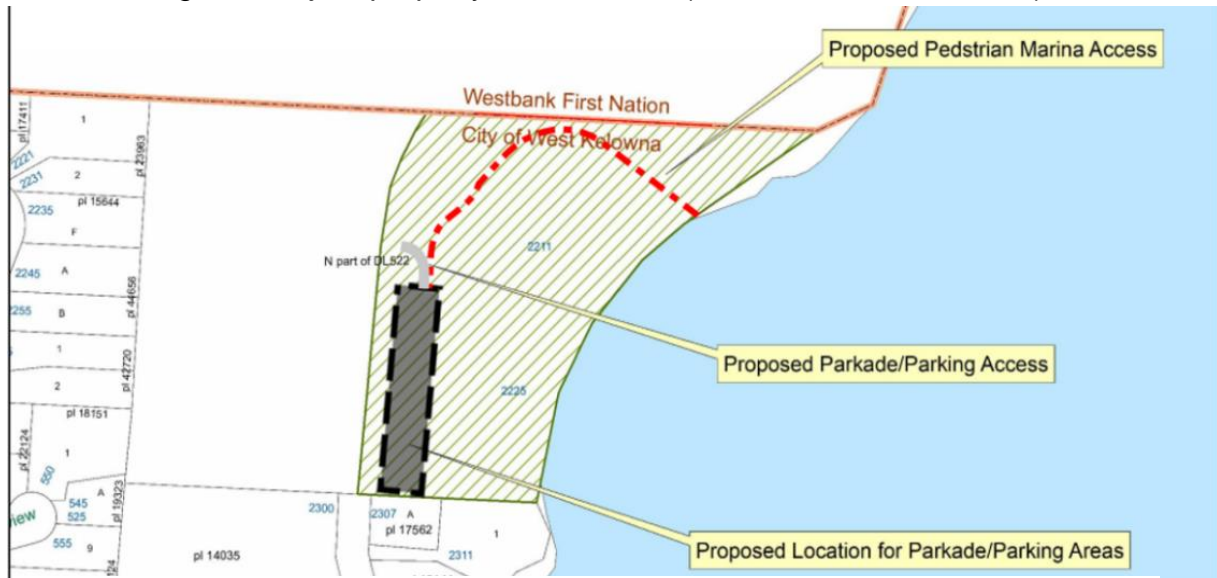 Proposed Pedstrian Marina Access
Westbank First Nation
City of West Kelowna
pl 17411
1
pl 23963
2221
2231
2
pl 15644
2235
F
2211
N part of DL522
2245
A
pl 44656
2255
B
1
pl 42720
Proposed Parkade/Parking Access
2
2225
pl 18151
pl 22124
1
550
A
pl 19323
545
525
2300
2307
A
pl 17562
1
view
555
9
pl 14035
2311
Proposed Location for Parkade/Parking Areas
124